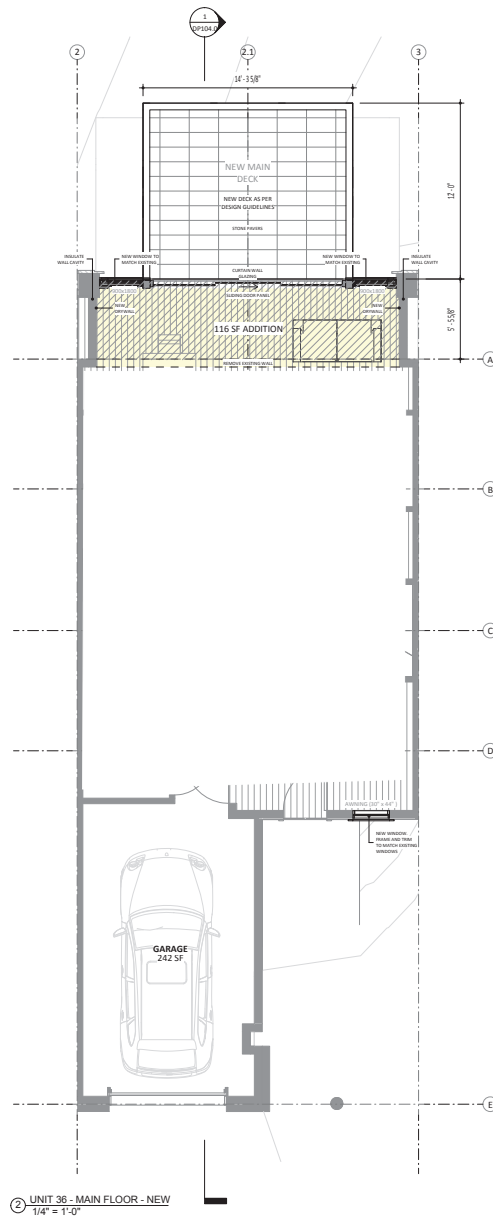 1
DP104.0
2
2.1
3
14'- 3 5/8"
NEW MAIN
DECK
NEW DECK AS PER
DESIGN GUIDELINES
STONE PAVERS
12'- 0"
INSULATE
WALL CAVITY
NEW WINDOW TO
MATCH EXISTING
NEW WINDOW TO
MATCH EXISTING
INSULATE
WALL CAVITY
CURTAIN WALL
GLAZING
SLIDING DOOR PANEL
900x1800
900x1800
NEW
DRYWALL
NEW
DRYWALL
5'- 5 5/8"
116 SF ADDITION
REMOVE EXISTING WALL
A
B
C
D
AWNING (30" x 44" )
NEW WINDOW.
FRAME AND TRIM
TO MATCH EXISTING
WINDOWS
GARAGE
242 SF
E
2
UNIT 36 - MAIN FLOOR - NEW
1/4" = 1'-0"